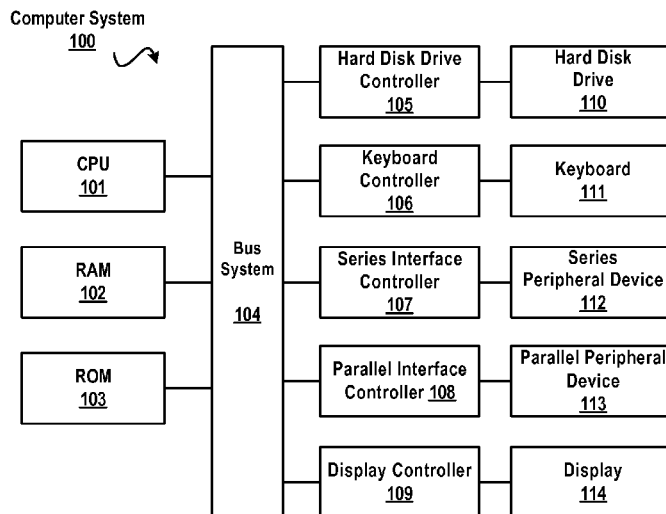 Computer System
100
CPU
101
RAM
102
ROM
103
Bus
System
104
Hard Disk Drive
Controller
105
Hard Disk
Drive
110
Keyboard
Controller
106
Keyboard
111
Series Interface
Controller
107
Series
Peripheral Device
112
Parallel Interface
Controller 108
Parallel Peripheral
Device
113
Display Controller
109
Display
114